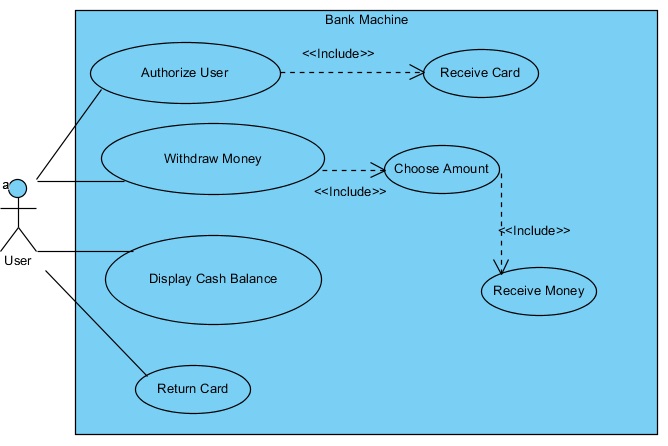 Bank Machine
<<Include>>
Authorize User
Receive Card
Withdraw Money
Choose Amount
<<Include>>
a
<<Include>>
User
Display Cash Balance
Receive Money
Return Card